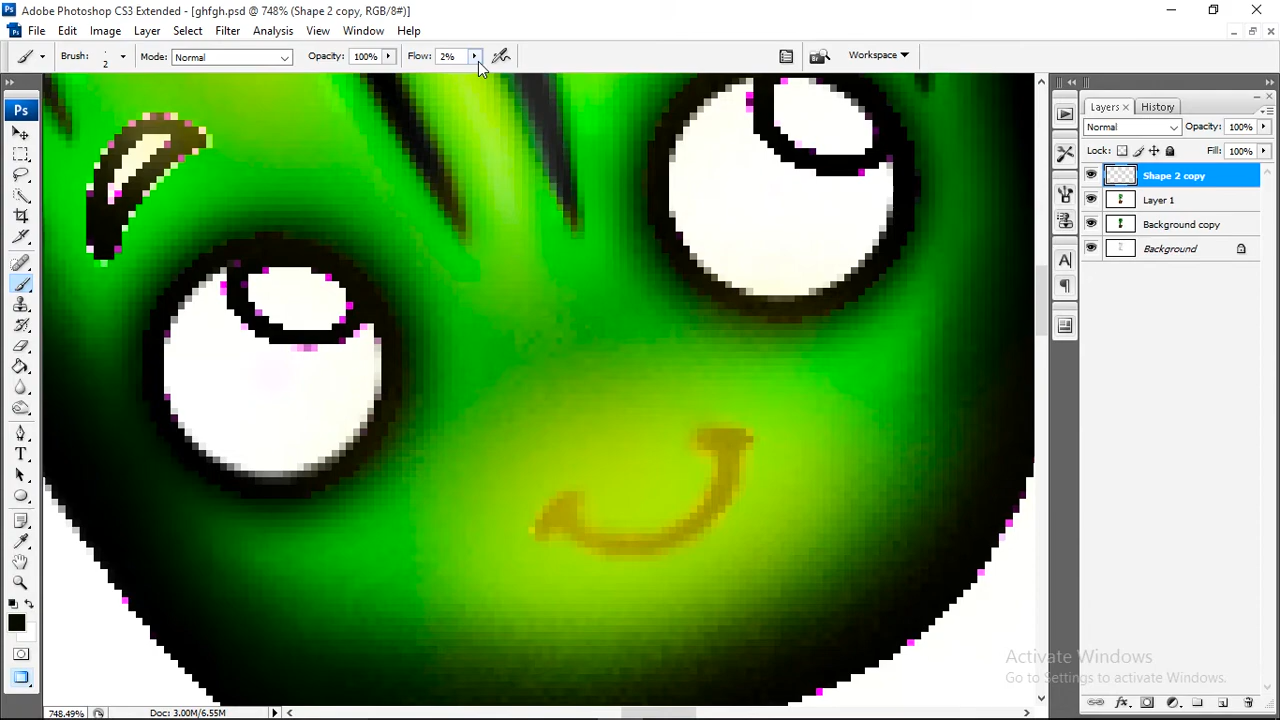 Adobe Photoshop CS3 Extended - [ghfgh.psd @ 748% (Shape 2 copy, RGB/8#)]
File Edit Image Layer Select Filter Analysis View Window Help
Brush: 2 Mode: Normal Opacity: 100% Flow: 2% Workspace
Ps
Layers x History
Normal Opacity: 100%
Lock: Fill: 100%
Shape 2 copy
Layer 1
Background copy
Background
Activate Windows
Go to Settings to activate Windows.
748.49% Doc: 3.00M/6.55M